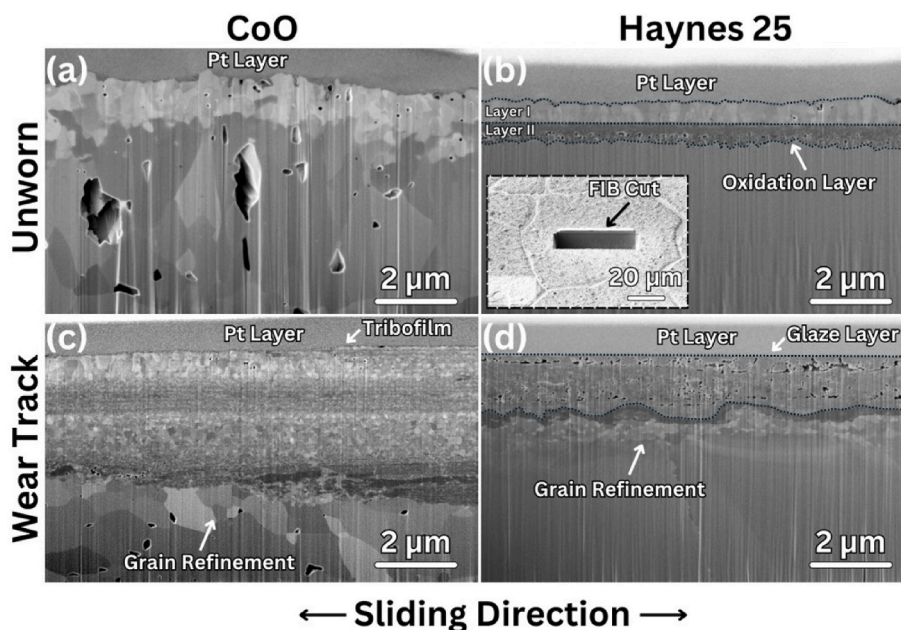 CoO
Haynes 25
Unworn
Wear Track
(a)
Pt Layer
2 µm
(b)
Pt Layer
Layer I
Layer II
Oxidation Layer
FIB Cut
20 µm
2 µm
(c)
Pt Layer
Tribofilm
Grain Refinement
2 µm
(d)
Pt Layer
Glaze Layer
Grain Refinement
2 µm
← Sliding Direction →